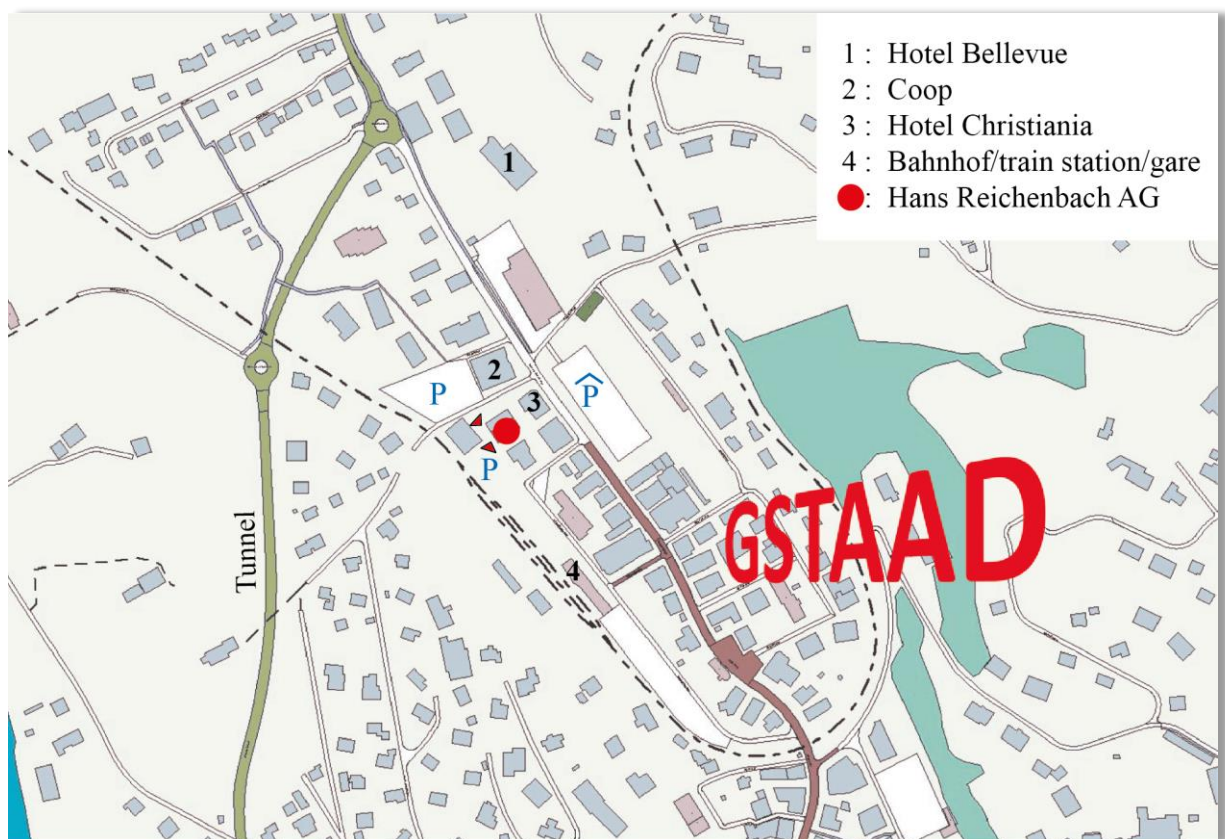 1 : Hotel Bellevue
2 : Coop
3 : Hotel Christiania
4 : Bahnhof/train station/gare
: Hans Reichenbach AG
1
2
3
P
P
P
4
GSTAAD
Tunnel